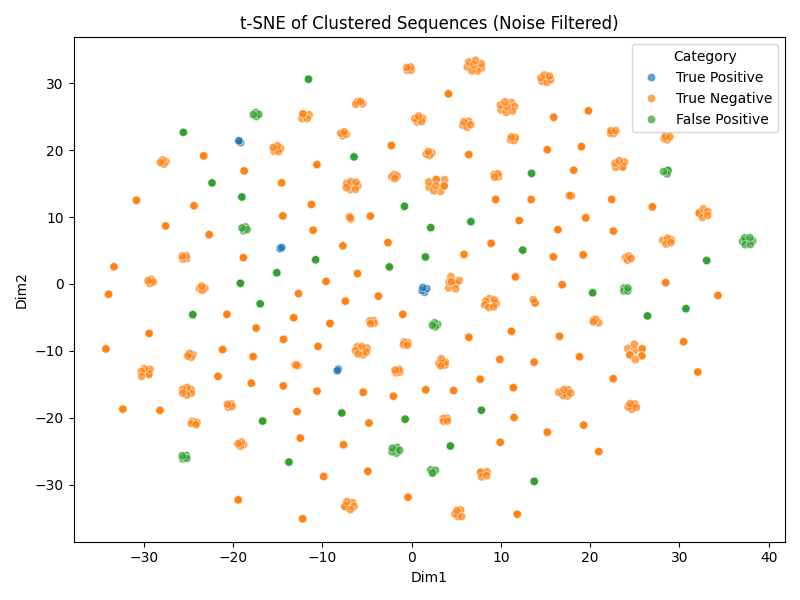 t-SNE of Clustered Sequences (Noise Filtered)
Category
True Positive
True Negative
False Positive
Dim2
30
20
10
0
−10
−20
−30
−30
−20
−10
0
10
20
30
40
Dim1